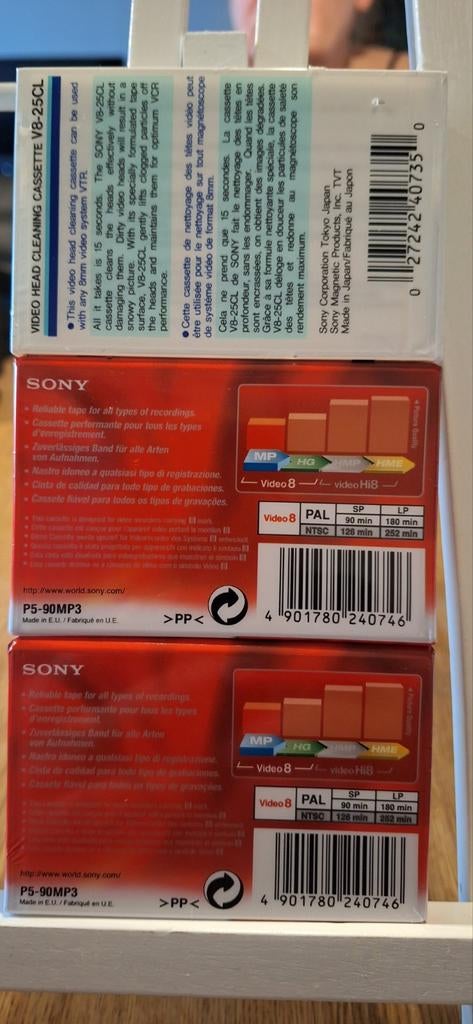 VIDEO HEAD CLEANING CASSETTE V8-25CL
● This video head cleaning cassette can be used
with any 8mm video system VTR.
All it takes is 15 seconds. The SONY V8-25CL
cassette cleans the heads effectively without
damaging them. Dirty video heads will result in a
snowy picture. With its specially formulated tape
surface, V8-25CL gently lifts clogged particles off
the heads and maintains them for optimum VCR
performance.
● Cette cassette de nettoyage des têtes vidéo peut
être utilisée pour le nettoyage sur tout magnétoscope
de système vidéo de format 8mm.
Cela ne prend que 15 secondes. La cassette
V8-25CL de SONY fait le nettoyage des têtes en
profondeur, sans les endommager. Quand les têtes
sont encrassées, on obtient des images dégradées.
Grâce à sa formule nettoyante spéciale, la cassette
V8-25CL déloge en douceur les particules de saleté
des têtes et redonne au magnétoscope son
rendement maximum.
Sony Corporation Tokyo Japan
Sony Magnetic Products, Inc. TVT
Made in Japan/Fabriqué au Japon
0 27242 40735 0
SONY
• Reliable tape for all types of recordings.
• Cassette performante pour tous les types
d'enregistrement.
• Zuverlässiges Band für alle Arten
von Aufnahmen.
• Nastro idoneo a qualsiasi tipo di registrazione.
• Cinta de calidad para todo tipo de grabaciones.
• Cassete fiável para todos os tipos de gravações.
◄ Picture Quality
MP HG HMP HME
Video8 videoHi8
Video8 PAL SP LP
90 min 180 min
NTSC 126 min 252 min
http://www.world.sony.com/
P5-90MP3
Made in E.U. / Fabriqué en U.E.
>PP<
4 901780 240746
SONY
• Reliable tape for all types of recordings.
• Cassette performante pour tous les types
d'enregistrement.
• Zuverlässiges Band für alle Arten
von Aufnahmen.
• Nastro idoneo a qualsiasi tipo di registrazione.
• Cinta de calidad para todo tipo de grabaciones.
• Cassete fiável para todos os tipos de gravações.
◄ Picture Quality
MP HG HMP HME
Video8 videoHi8
Video8 PAL SP LP
90 min 180 min
NTSC 126 min 252 min
http://www.world.sony.com/
P5-90MP3
Made in E.U. / Fabriqué en U.E.
>PP<
4 901780 240746